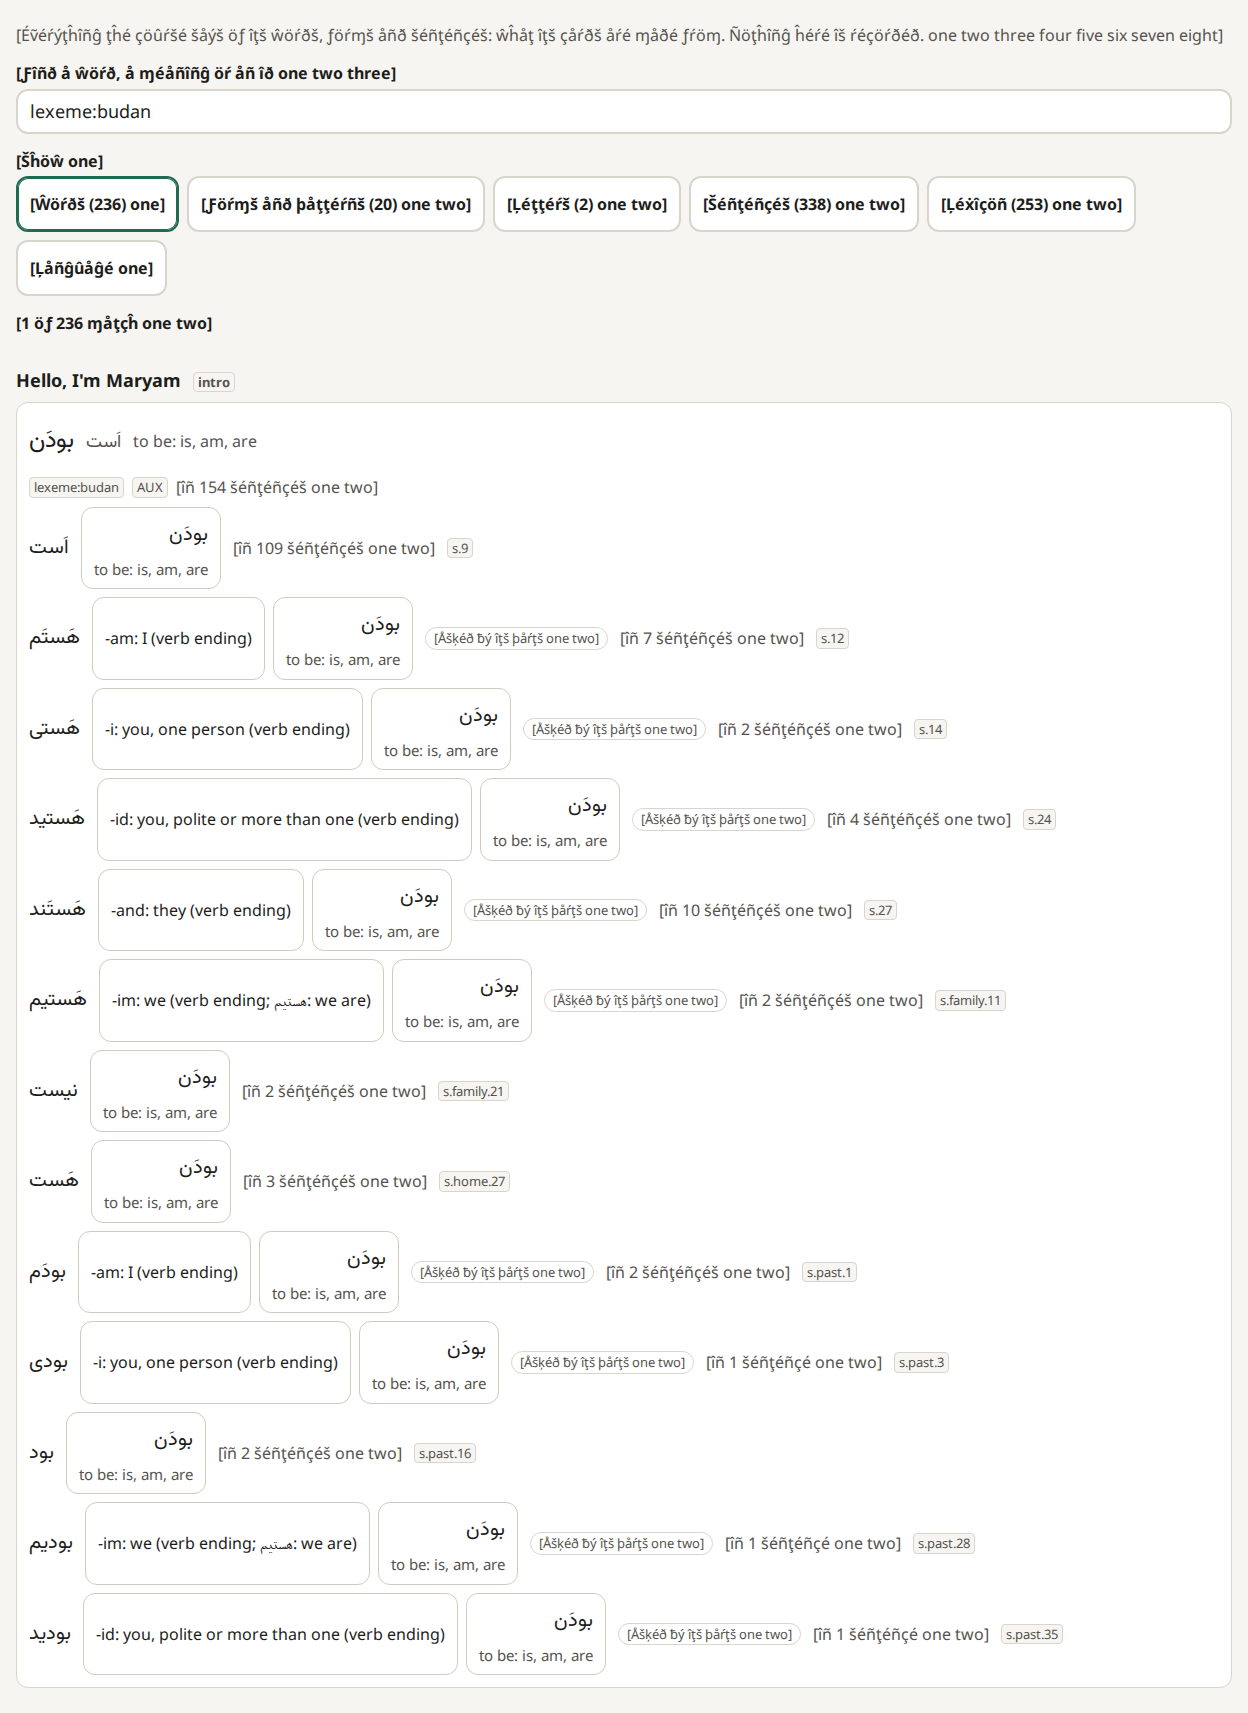 [Éṽéŕýţĥîñĝ ţĥé çöûŕšé šåýš öƒ îţš ŵöŕðš, ƒöŕɱš åñð šéñţéñçéš: ŵĥåţ îţš çåŕðš åŕé ɱåðé ƒŕöɱ. Ñöţĥîñĝ ĥéŕé îš ŕéçöŕðéð. one two three four five six seven eight]
[Ƒîñð å ŵöŕð, å ɱéåñîñĝ öŕ åñ îð one two three]
lexeme:budan
[Šĥöŵ one]
[Ŵöŕðš (236) one] [Ƒöŕɱš åñð þåţţéŕñš (20) one two] [Ļéţţéŕš (2) one two] [Šéñţéñçéš (338) one two] [Ļéẋîçöñ (253) one two]
[Ļåñĝûåĝé one]
[1 öƒ 236 ɱåţçĥ one two]
Hello, I'm Maryam intro
بودَن اَست to be: is, am, are
lexeme:budan AUX [îñ 154 šéñţéñçéš one two]
اَست بودَن to be: is, am, are [îñ 109 šéñţéñçéš one two] s.9
هَستَم -am: I (verb ending) بودَن to be: is, am, are [Åšķéð ƀý îţš þåŕţš one two] [îñ 7 šéñţéñçéš one two] s.12
هَستی -i: you, one person (verb ending) بودَن to be: is, am, are [Åšķéð ƀý îţš þåŕţš one two] [îñ 2 šéñţéñçéš one two] s.14
هَستید -id: you, polite or more than one (verb ending) بودَن to be: is, am, are [Åšķéð ƀý îţš þåŕţš one two] [îñ 4 šéñţéñçéš one two] s.24
هَستَند -and: they (verb ending) بودَن to be: is, am, are [Åšķéð ƀý îţš þåŕţš one two] [îñ 10 šéñţéñçéš one two] s.27
هَستیم -im: we (verb ending; هستیم: we are) بودَن to be: is, am, are [Åšķéð ƀý îţš þåŕţš one two] [îñ 2 šéñţéñçéš one two] s.family.11
نیست بودَن to be: is, am, are [îñ 2 šéñţéñçéš one two] s.family.21
هَست بودَن to be: is, am, are [îñ 3 šéñţéñçéš one two] s.home.27
بودَم -am: I (verb ending) بودَن to be: is, am, are [Åšķéð ƀý îţš þåŕţš one two] [îñ 2 šéñţéñçéš one two] s.past.1
بودی -i: you, one person (verb ending) بودَن to be: is, am, are [Åšķéð ƀý îţš þåŕţš one two] [îñ 1 šéñţéñçé one two] s.past.3
بود بودَن to be: is, am, are [îñ 2 šéñţéñçéš one two] s.past.16
بودیم -im: we (verb ending; هستیم: we are) بودَن to be: is, am, are [Åšķéð ƀý îţš þåŕţš one two] [îñ 1 šéñţéñçé one two] s.past.28
بودید -id: you, polite or more than one (verb ending) بودَن to be: is, am, are [Åšķéð ƀý îţš þåŕţš one two] [îñ 1 šéñţéñçé one two] s.past.35